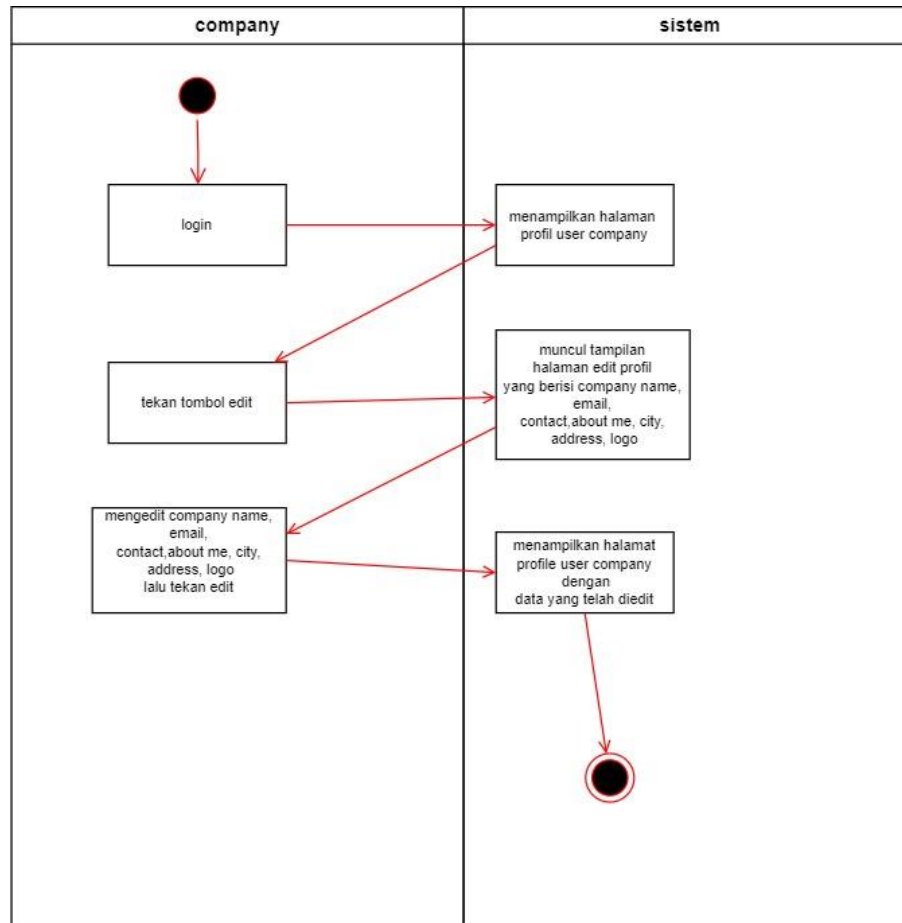 company
sistem
login
menampilkan halaman
profil user company
tekan tombol edit
muncul tampilan
halaman edit profil
yang berisi company name,
email,
contact,about me, city,
address, logo
mengedit company name,
email,
contact,about me, city,
address, logo
lalu tekan edit
menampilkan halamat
profile user company
dengan
data yang telah diedit